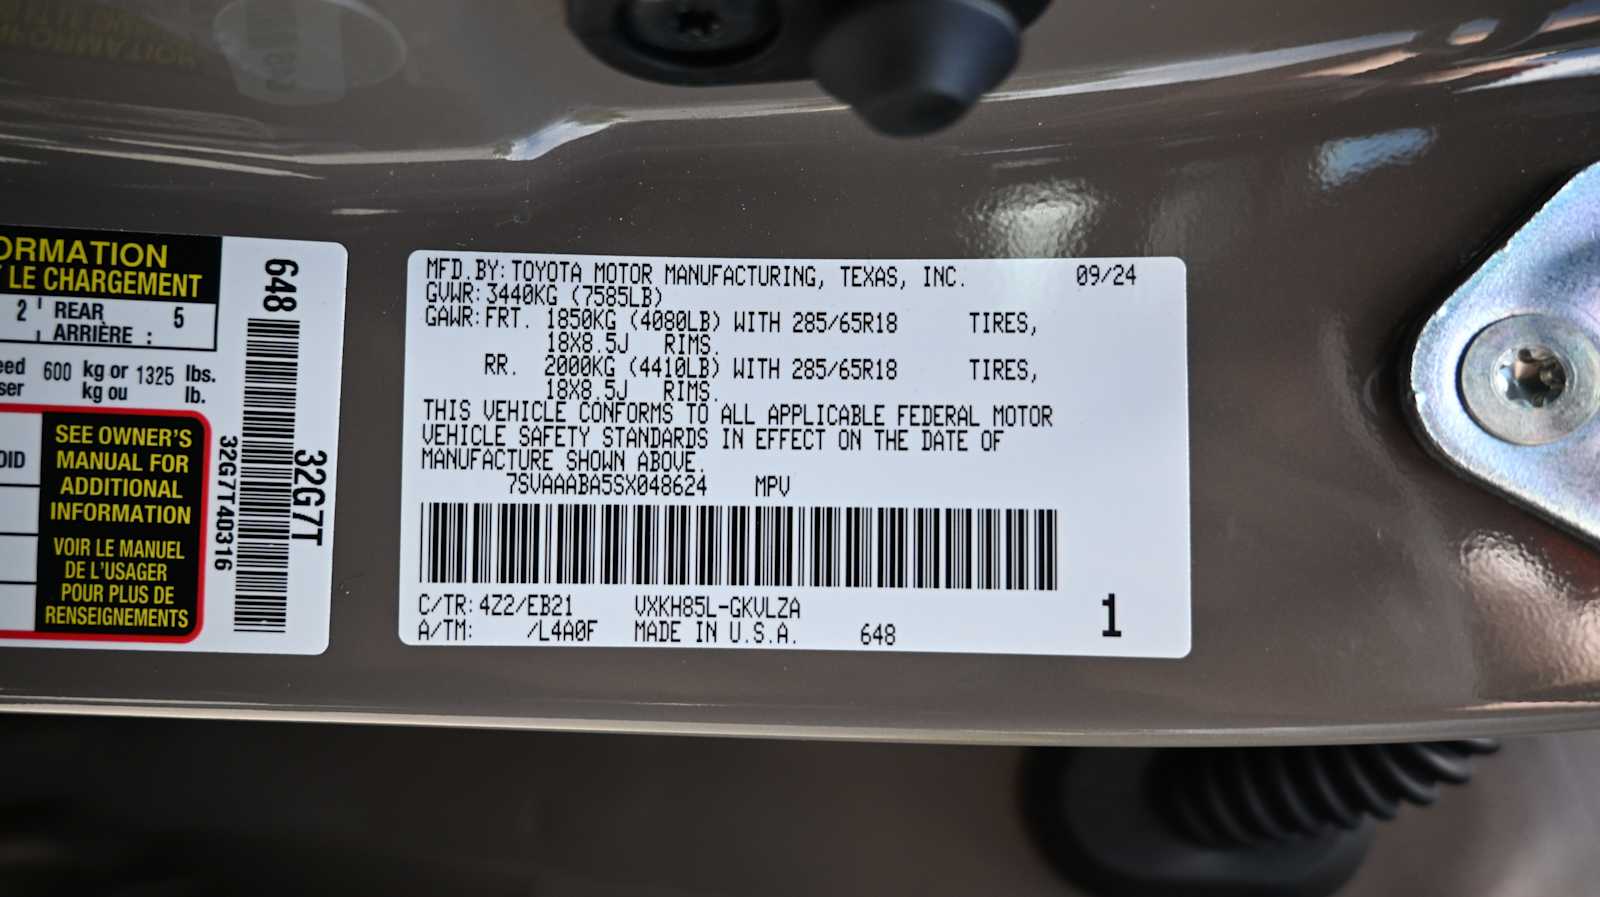 ORMATION
LE CHARGEMENT
2 REAR 5
ARRIÈRE :
eed 600 kg or 1325 lbs.
ser kg ou lb.
OID
SEE OWNER'S
MANUAL FOR
ADDITIONAL
INFORMATION
VOIR LE MANUEL
DE L'USAGER
POUR PLUS DE
RENSEIGNEMENTS
648
32G7T40316
32G7T
MFD.BY: TOYOTA MOTOR MANUFACTURING, TEXAS, INC. 09/24
GVWR: 3440KG (7585LB)
GAWR: FRT. 1850KG (4080LB) WITH 285/65R18 TIRES,
18X8.5J RIMS.
RR. 2000KG (4410LB) WITH 285/65R18 TIRES,
18X8.5J RIMS.
THIS VEHICLE CONFORMS TO ALL APPLICABLE FEDERAL MOTOR
VEHICLE SAFETY STANDARDS IN EFFECT ON THE DATE OF
MANUFACTURE SHOWN ABOVE.
7SVAAABA5SX048624 MPV
C/TR: 4Z2/EB21 VXKH85L-GKVLZA
A/TM: /L4A0F MADE IN U.S.A. 648 1